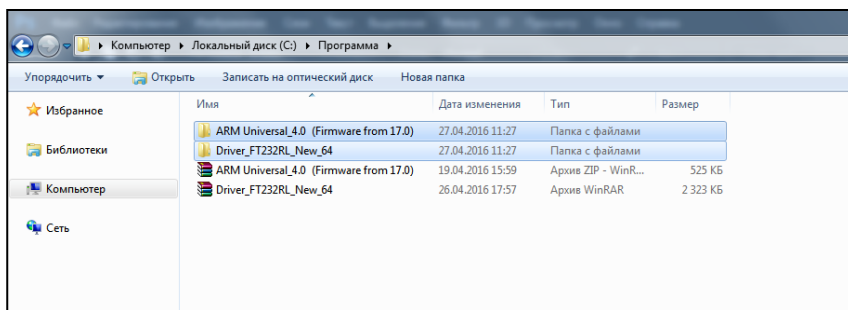 Компьютер ▸ Локальный диск (C:) ▸ Программа ▸
Упорядочить ▾ Открыть Записать на оптический диск Новая папка
Избранное
Библиотеки
Компьютер
Сеть
Имя Дата изменения Тип Размер
ARM Universal_4.0 (Firmware from 17.0) 27.04.2016 11:27 Папка с файлами
Driver_FT232RL_New_64 27.04.2016 11:27 Папка с файлами
ARM Universal_4.0 (Firmware from 17.0) 19.04.2016 15:59 Архив ZIP - WinR... 525 КБ
Driver_FT232RL_New_64 26.04.2016 17:57 Архив WinRAR 2 323 КБ